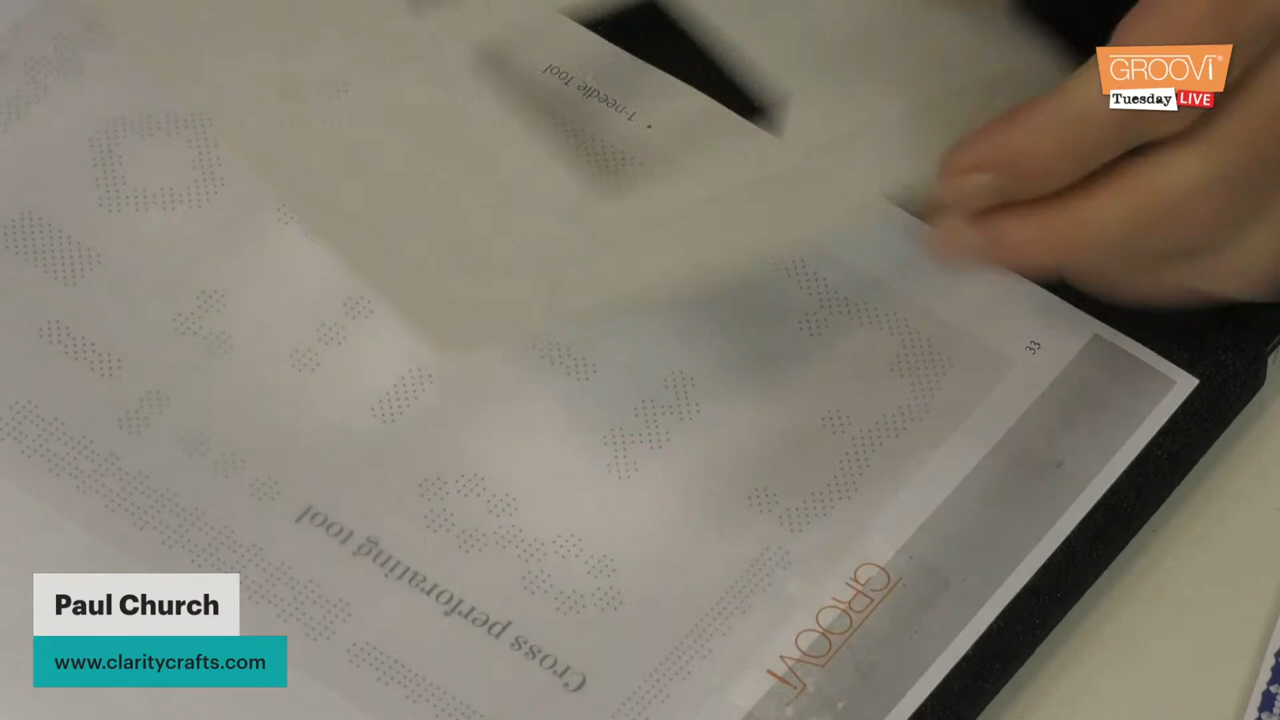 GROOVI®
Tuesday LIVE
• 1-needle tool
33
Cross perforating tool
GROOVI
Paul Church
www.claritycrafts.com